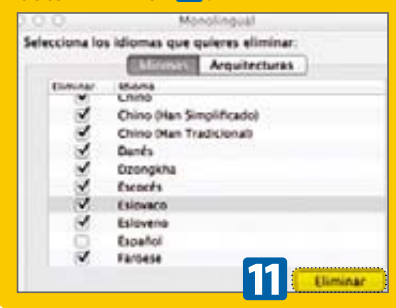 Monolingual
Selecciona los idiomas que quieres eliminar:
Idiomas Arquitecturas
Eliminar Idioma
Chino
Chino (Han Simplificado)
Chino (Han Tradicional)
Danés
Dzongkha
Escocés
Eslovaco
Esloveno
Español
Faroese
11 Eliminar